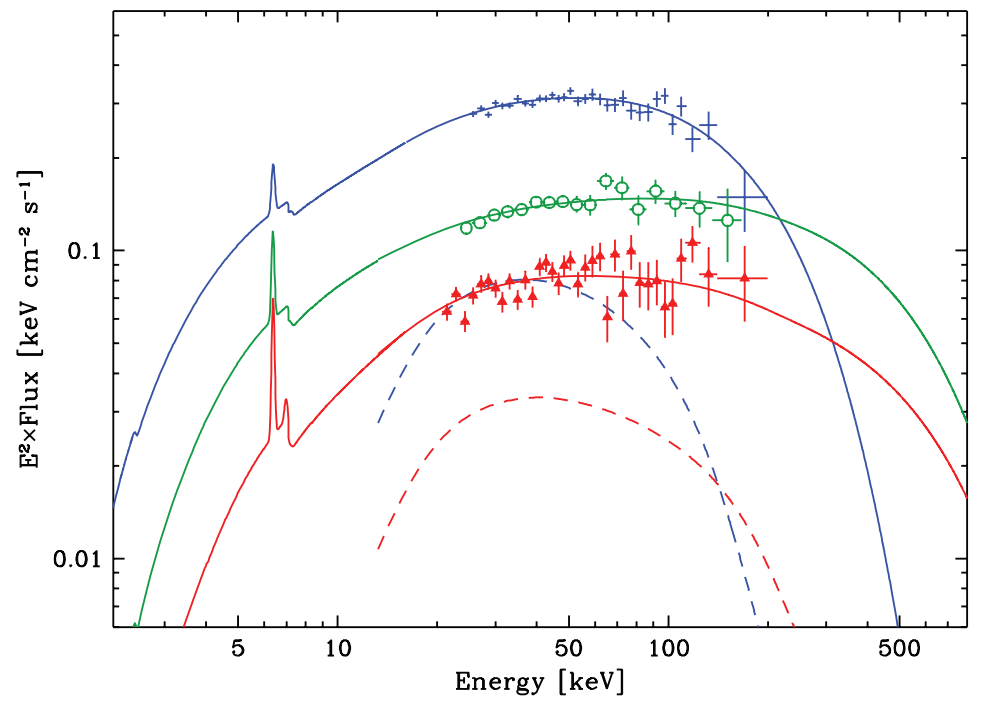 E²×Flux [keV cm⁻² s⁻¹]
0.1
0.01
5 10 50 100 500
Energy [keV]